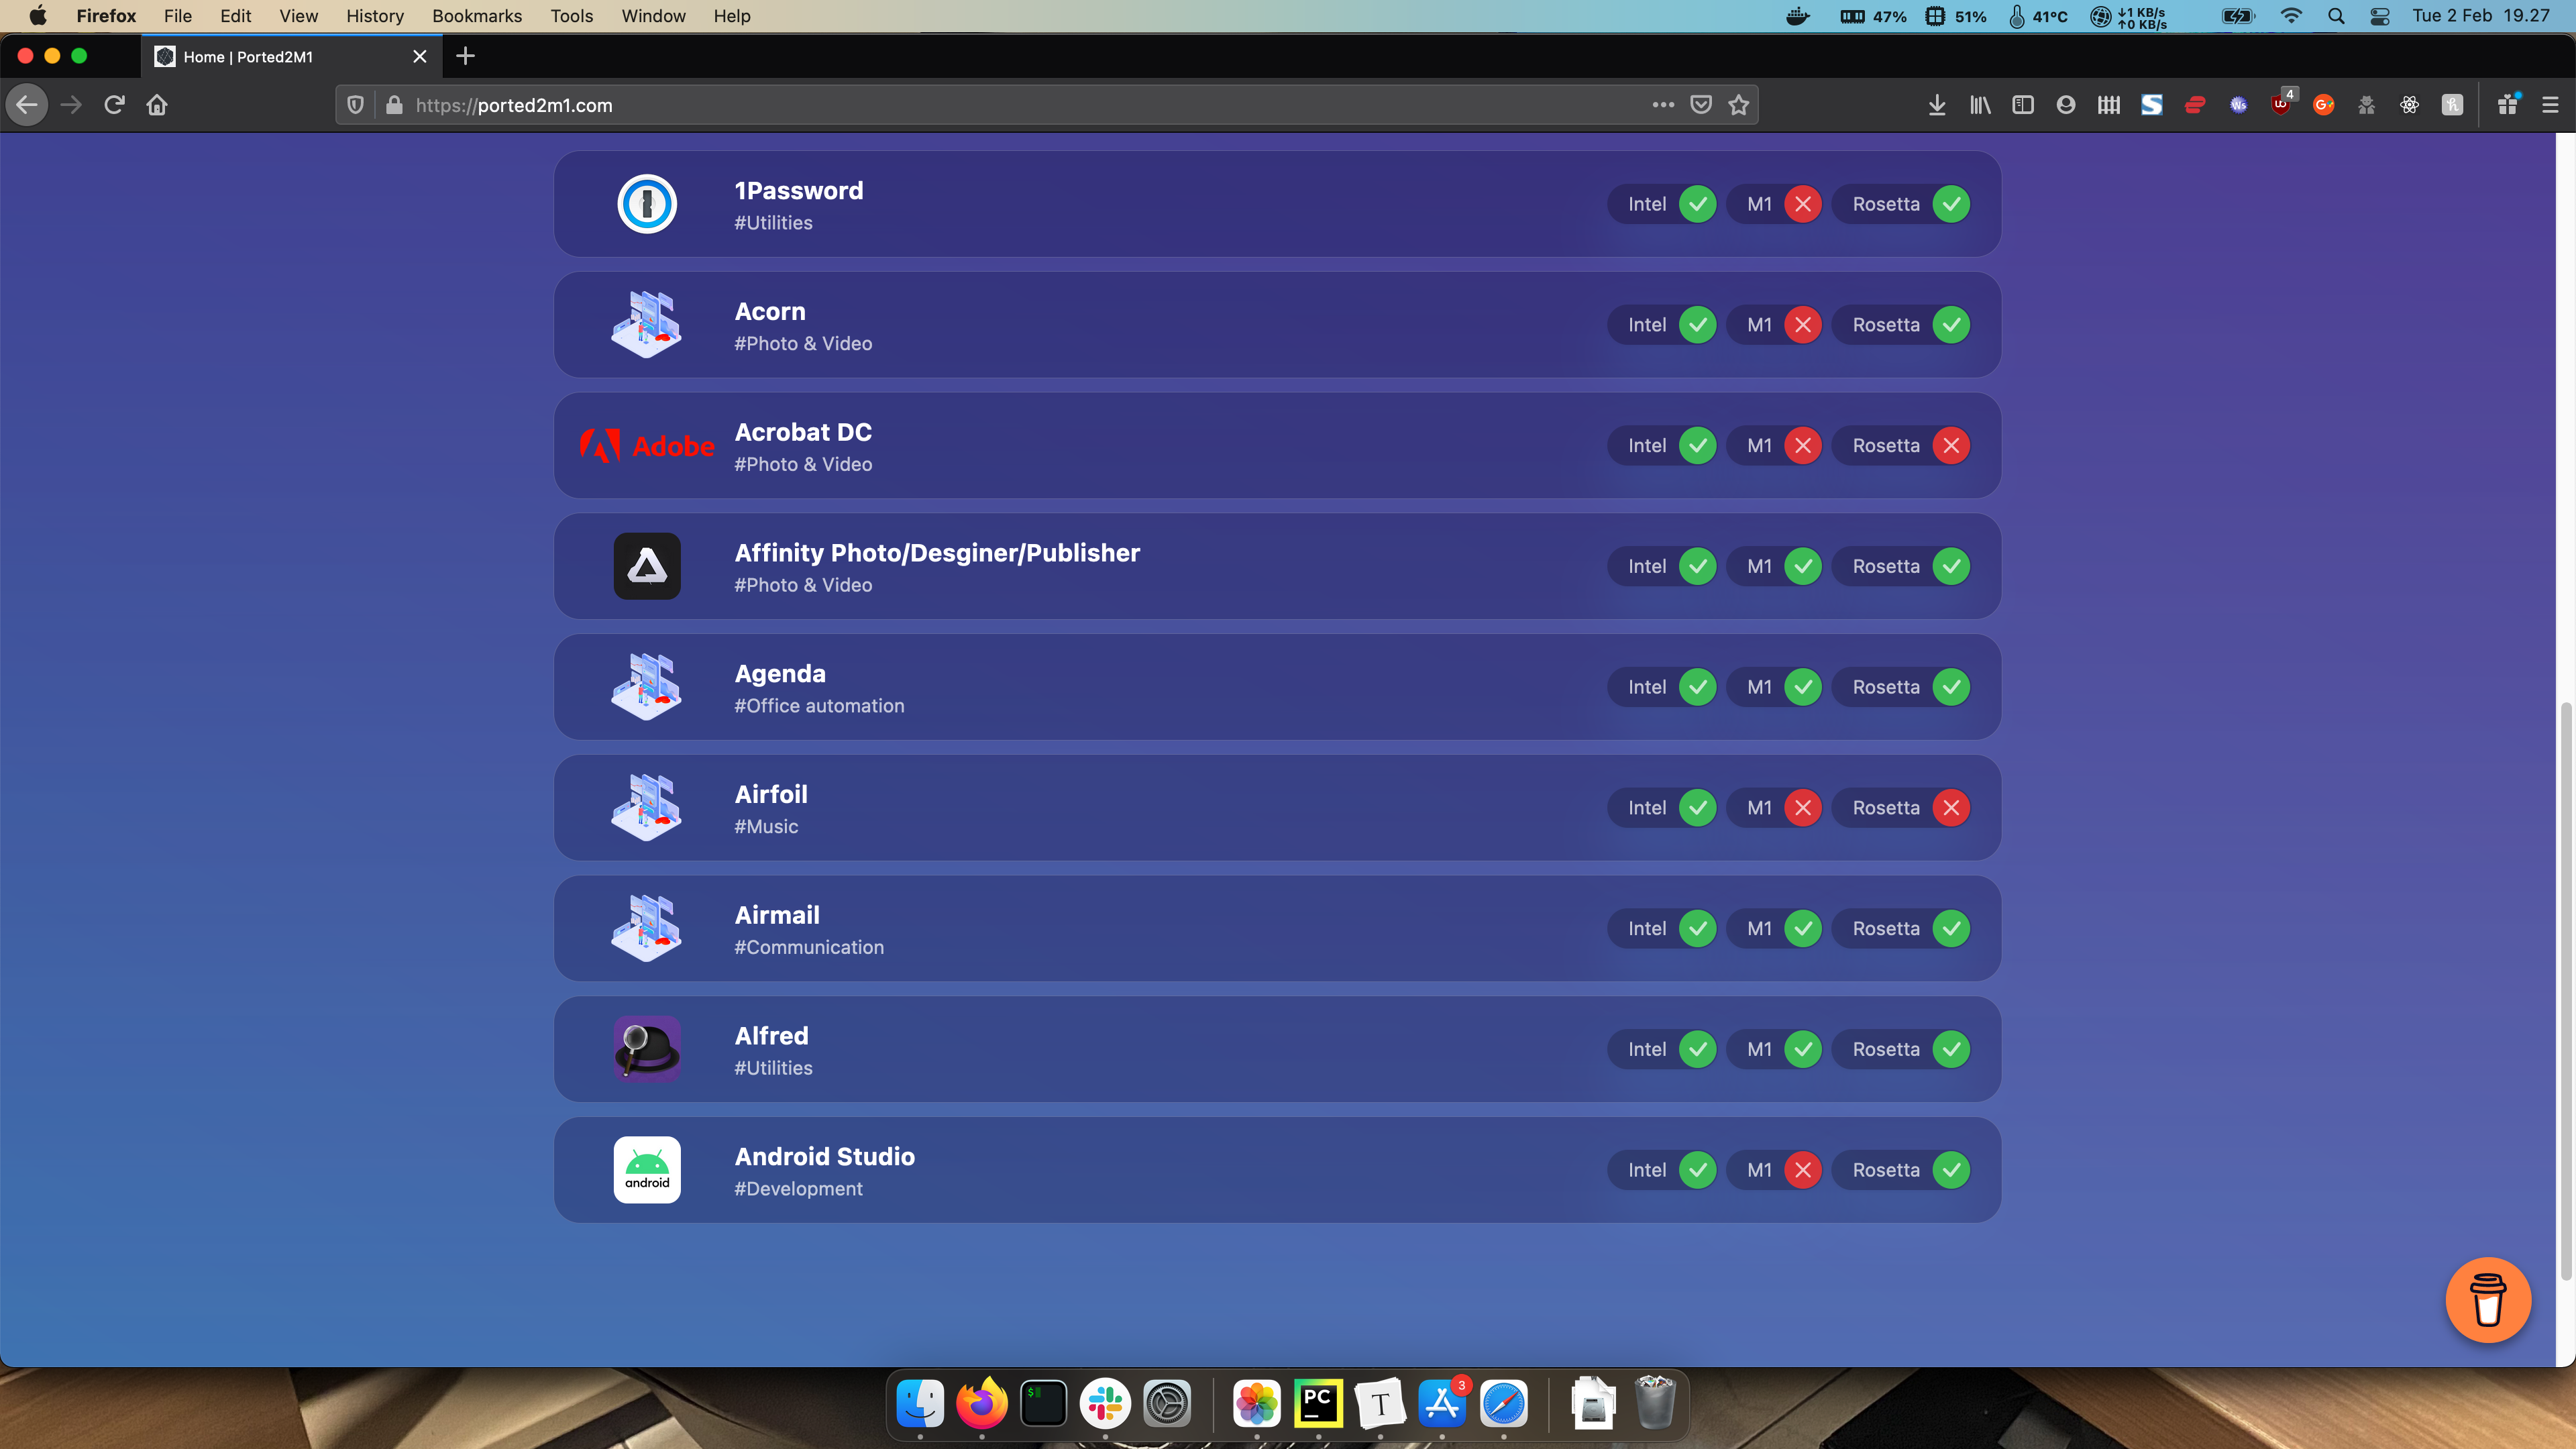 Firefox File Edit View History Bookmarks Tools Window Help 47% 51% 41°C ↓1 KB/s ↑0 KB/s Tue 2 Feb 19.27
Home | Ported2M1
https://ported2m1.com
Ws
4
1Password
#Utilities
Intel M1 Rosetta
Acorn
#Photo & Video
Intel M1 Rosetta
Adobe
Acrobat DC
#Photo & Video
Intel M1 Rosetta
Affinity Photo/Desginer/Publisher
#Photo & Video
Intel M1 Rosetta
Agenda
#Office automation
Intel M1 Rosetta
Airfoil
#Music
Intel M1 Rosetta
Airmail
#Communication
Intel M1 Rosetta
Alfred
#Utilities
Intel M1 Rosetta
android
Android Studio
#Development
Intel M1 Rosetta
$
PC
T
3